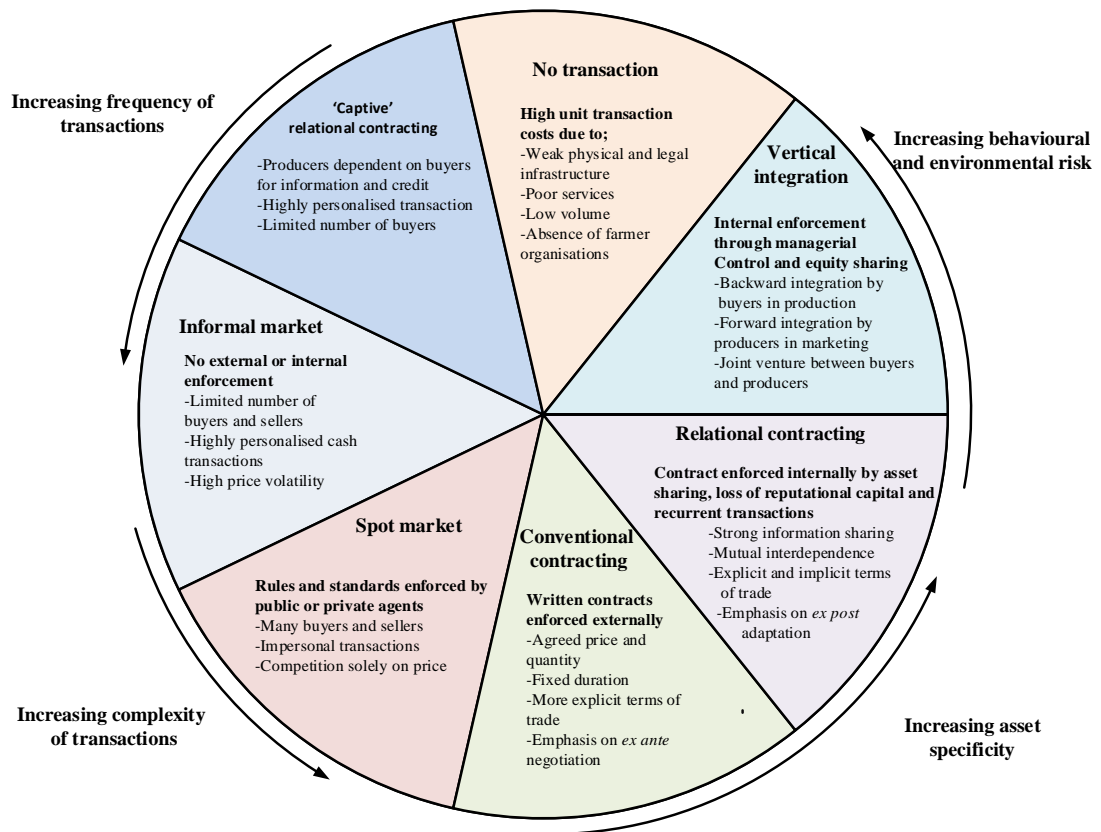 No transaction
High unit transaction
costs due to;
-Weak physical and legal
infrastructure
-Poor services
-Low volume
-Absence of farmer
organisations
Increasing behavioural
and environmental risk
Vertical
integration
Internal enforcement
through managerial
Control and equity sharing
-Backward integration by
buyers in production
-Forward integration by
producers in marketing
-Joint venture between buyers
and producers
Relational contracting
Contract enforced internally by asset
sharing, loss of reputational capital and
recurrent transactions
-Strong information sharing
-Mutual interdependence
-Explicit and implicit terms
of trade
-Emphasis on ex post
adaptation
Increasing asset
specificity
Conventional
contracting
Written contracts
enforced externally
-Agreed price and
quantity
-Fixed duration
-More explicit terms of
trade
-Emphasis on ex ante
negotiation
Spot market
Rules and standards enforced by
public or private agents
-Many buyers and sellers
-Impersonal transactions
-Competition solely on price
Increasing complexity
of transactions
Informal market
No external or internal
enforcement
-Limited number of
buyers and sellers
-Highly personalised cash
transactions
-High price volatility
Increasing frequency of
transactions
‘Captive’
relational contracting
-Producers dependent on buyers
for information and credit
-Highly personalised transaction
-Limited number of buyers